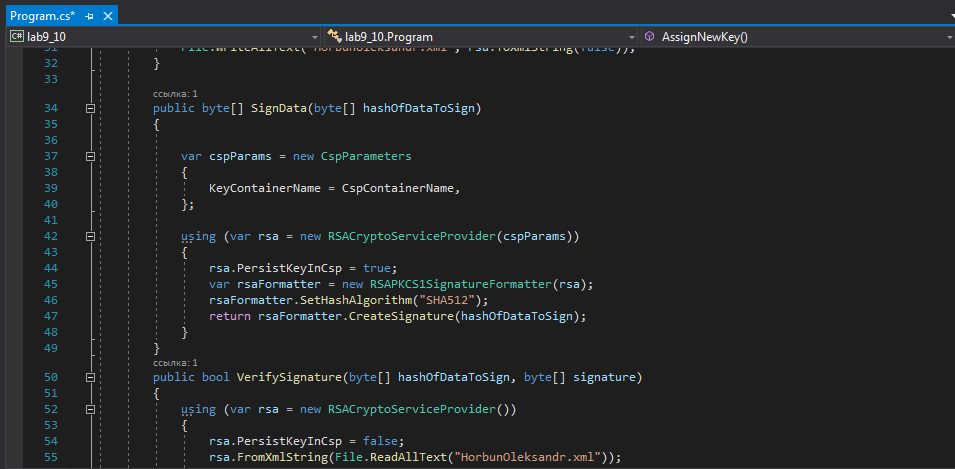 Program.cs*
C# lab9_10 lab9_10.Program AssignNewKey()
31 File.WriteAllText("HorbunOleksandr.xml", rsa.ToXmlString(false));
32 }
33
ссылка: 1
34 public byte[] SignData(byte[] hashOfDataToSign)
35 {
36
37 var cspParams = new CspParameters
38 {
39 KeyContainerName = CspContainerName,
40 };
41
42 using (var rsa = new RSACryptoServiceProvider(cspParams))
43 {
44 rsa.PersistKeyInCsp = true;
45 var rsaFormatter = new RSAPKCS1SignatureFormatter(rsa);
46 rsaFormatter.SetHashAlgorithm("SHA512");
47 return rsaFormatter.CreateSignature(hashOfDataToSign);
48 }
49 }
ссылка: 1
50 public bool VerifySignature(byte[] hashOfDataToSign, byte[] signature)
51 {
52 using (var rsa = new RSACryptoServiceProvider())
53 {
54 rsa.PersistKeyInCsp = false;
55 rsa.FromXmlString(File.ReadAllText("HorbunOleksandr.xml"));